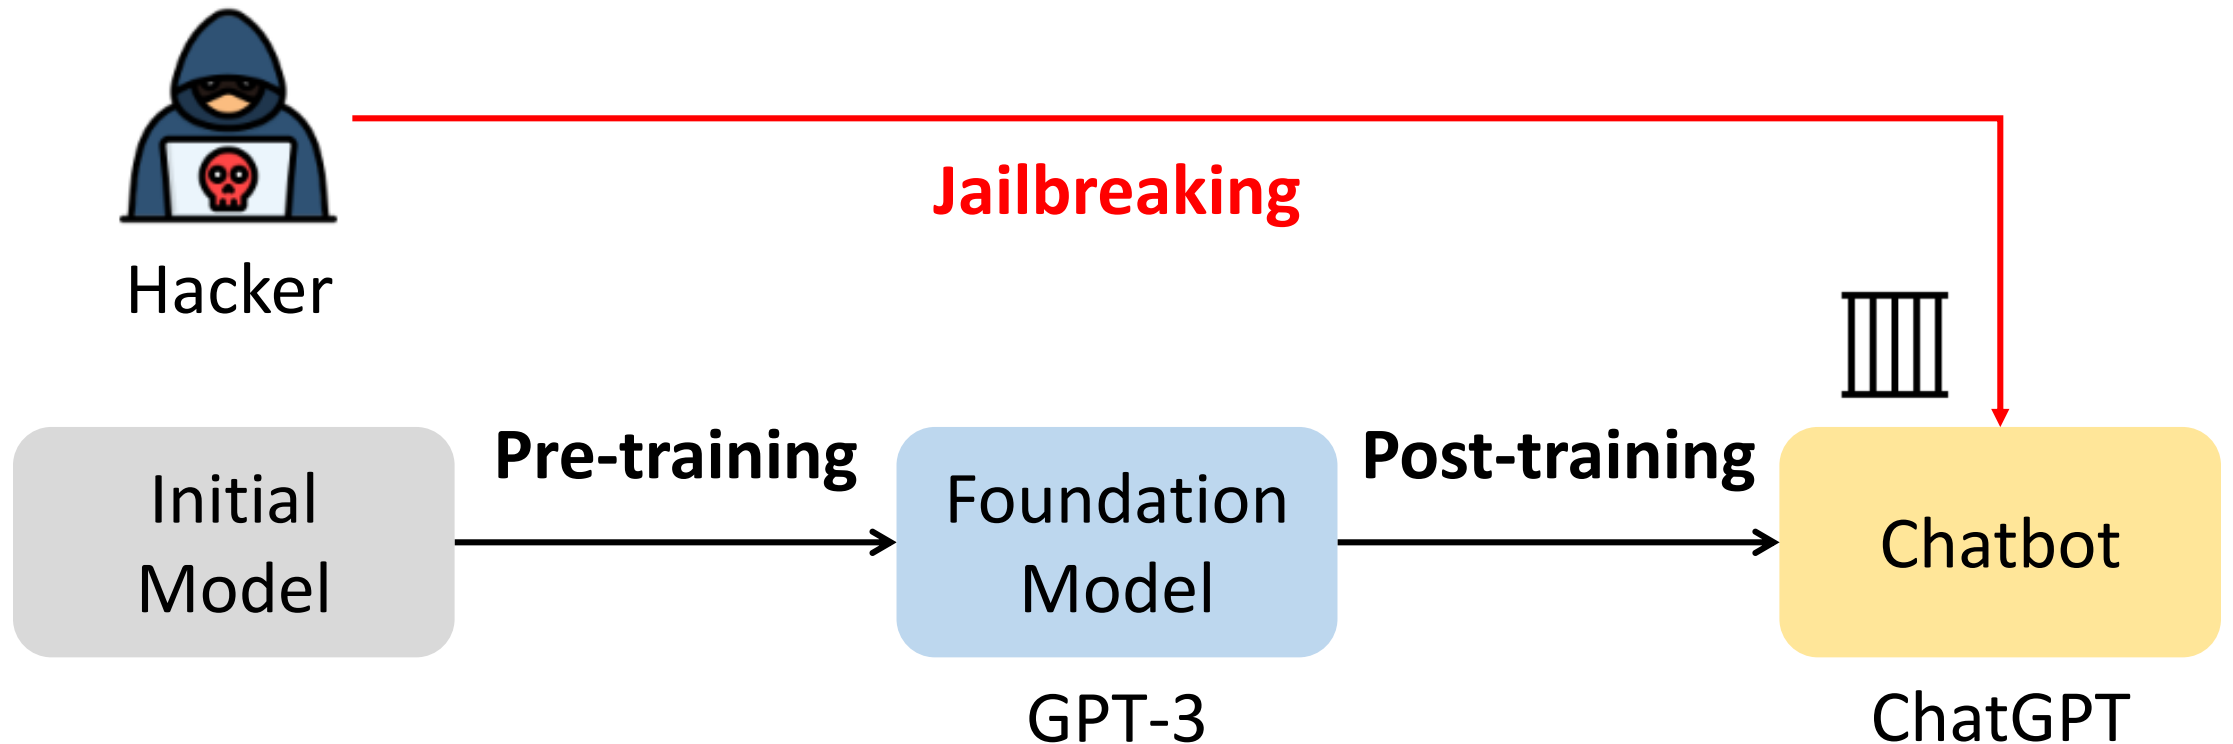 Jailbreaking
Hacker
Pre-training
Post-training
Initial
Model
Foundation
Model
Chatbot
GPT-3
ChatGPT